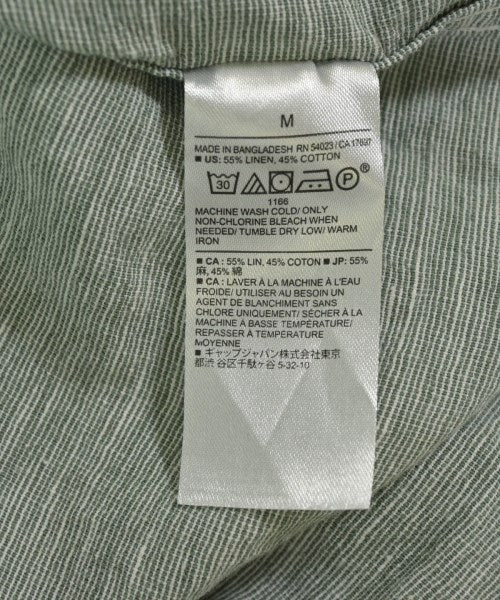 M
MADE IN BANGLADESH RN 54023 / CA 17897
■ US: 55% LINEN, 45% COTTON
30 P ®
1166
MACHINE WASH COLD/ ONLY
NON-CHLORINE BLEACH WHEN
NEEDED/ TUMBLE DRY LOW/ WARM
IRON
■ CA : 55% LIN, 45% COTON ■ JP: 55%
麻, 45% 綿
■ CA : LAVER À LA MACHINE À L'EAU
FROIDE/ UTILISER AU BESOIN UN
AGENT DE BLANCHIMENT SANS
CHLORE UNIQUEMENT/ SÉCHER À LA
MACHINE À BASSE TEMPÉRATURE/
REPASSER À TEMPÉRATURE
MOYENNE
■ ギャップジャパン株式会社東京
都渋谷区千駄ヶ谷 5-32-10